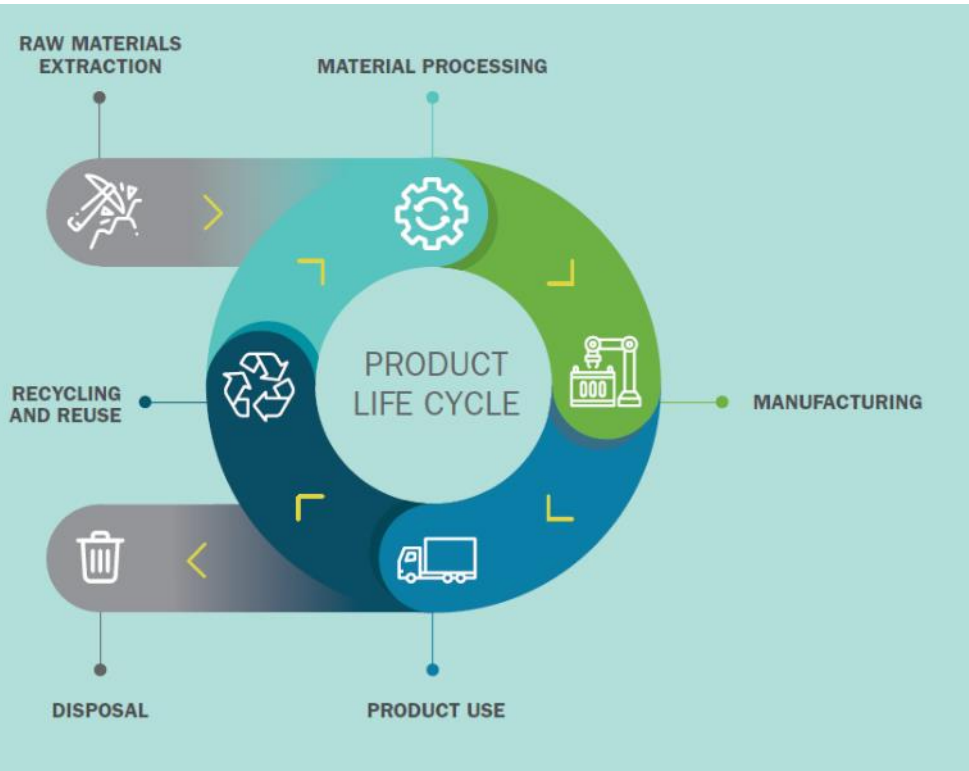 RAW MATERIALS
EXTRACTION
MATERIAL PROCESSING
PRODUCT
LIFE CYCLE
RECYCLING
AND REUSE
MANUFACTURING
DISPOSAL
PRODUCT USE